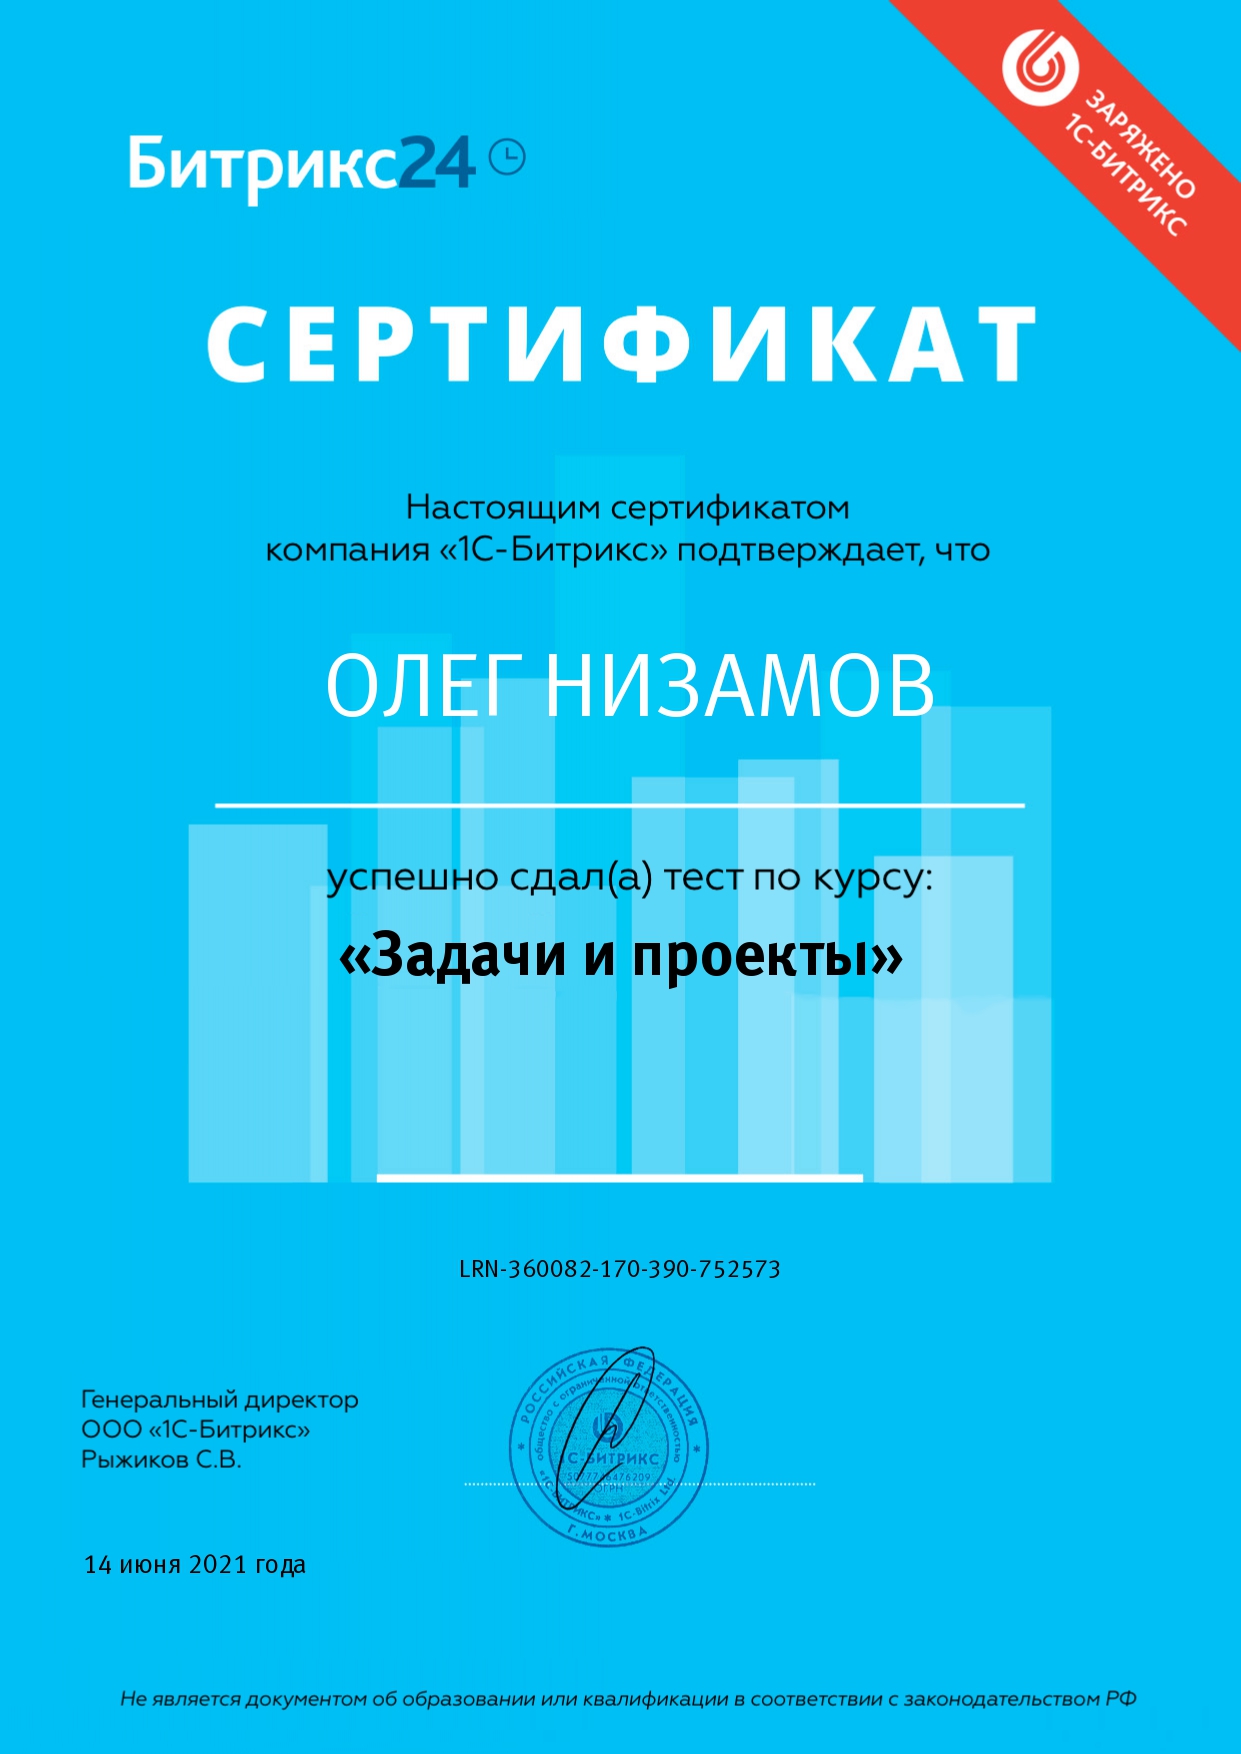 Битрикс24
ЗАРЯЖЕНО
1С-БИТРИКС
СЕРТИФИКАТ
Настоящим сертификатом
компания «1С-Битрикс» подтверждает, что
ОЛЕГ НИЗАМОВ
успешно сдал(а) тест по курсу:
«Задачи и проекты»
LRN-360082-170-390-752573
Генеральный директор
ООО «1С-Битрикс»
Рыжиков С.В.
РОССИЙСКАЯ ФЕДЕРАЦИЯ
общество с ограниченной ответственностью
1С-БИТРИКС
ОГРН
«1С-БИТРИКС» * 1C-Bitrix Ltd.
Г.МОСКВА
14 июня 2021 года
Не является документом об образовании или квалификации в соответствии с законодательством РФ